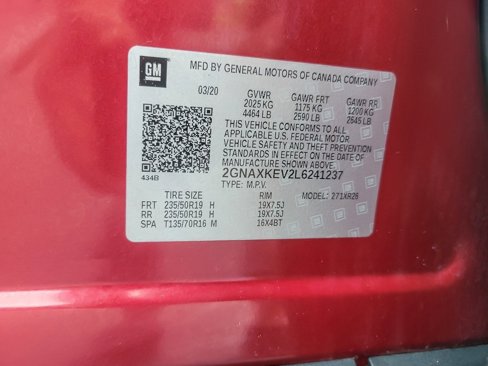 GM
MFD BY GENERAL MOTORS OF CANADA COMPANY
03/20 GVWR GAWR FRT GAWR RR
2025 KG 1175 KG 1200 KG
4464 LB 2590 LB 2645 LB
THIS VEHICLE CONFORMS TO ALL
APPLICABLE U.S. FEDERAL MOTOR
VEHICLE SAFETY AND THEFT PREVENTION
STANDARDS IN EFFECT ON THE DATE OF
MANUFACTURE SHOWN ABOVE.
434B 2GNAXKEV2L6241237
TYPE: M.P.V. MODEL: 271XR26
TIRE SIZE RIM
FRT 235/50R19 H 19X7.5J
RR 235/50R19 H 19X7.5J
SPA T135/70R16 M 16X4BT